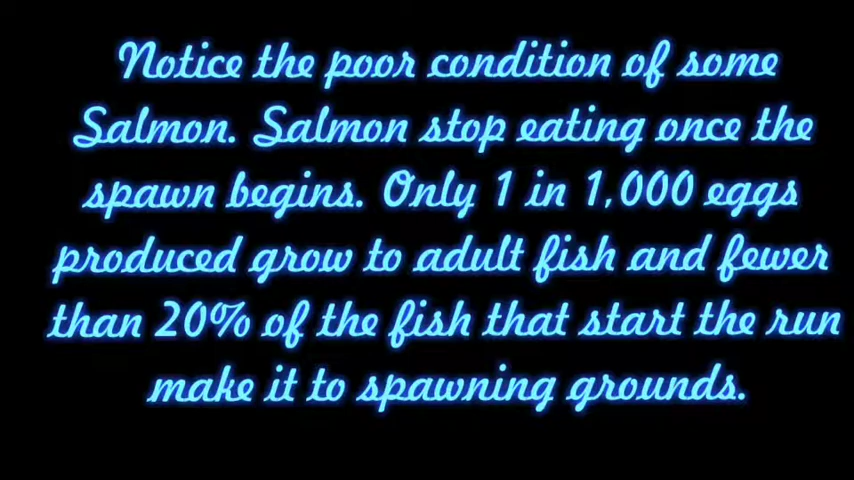 Notice the poor condition of some
Salmon. Salmon stop eating once the
spawn begins. Only 1 in 1,000 eggs
produced grow to adult fish and fewer
than 20% of the fish that start the run
make it to spawning grounds.